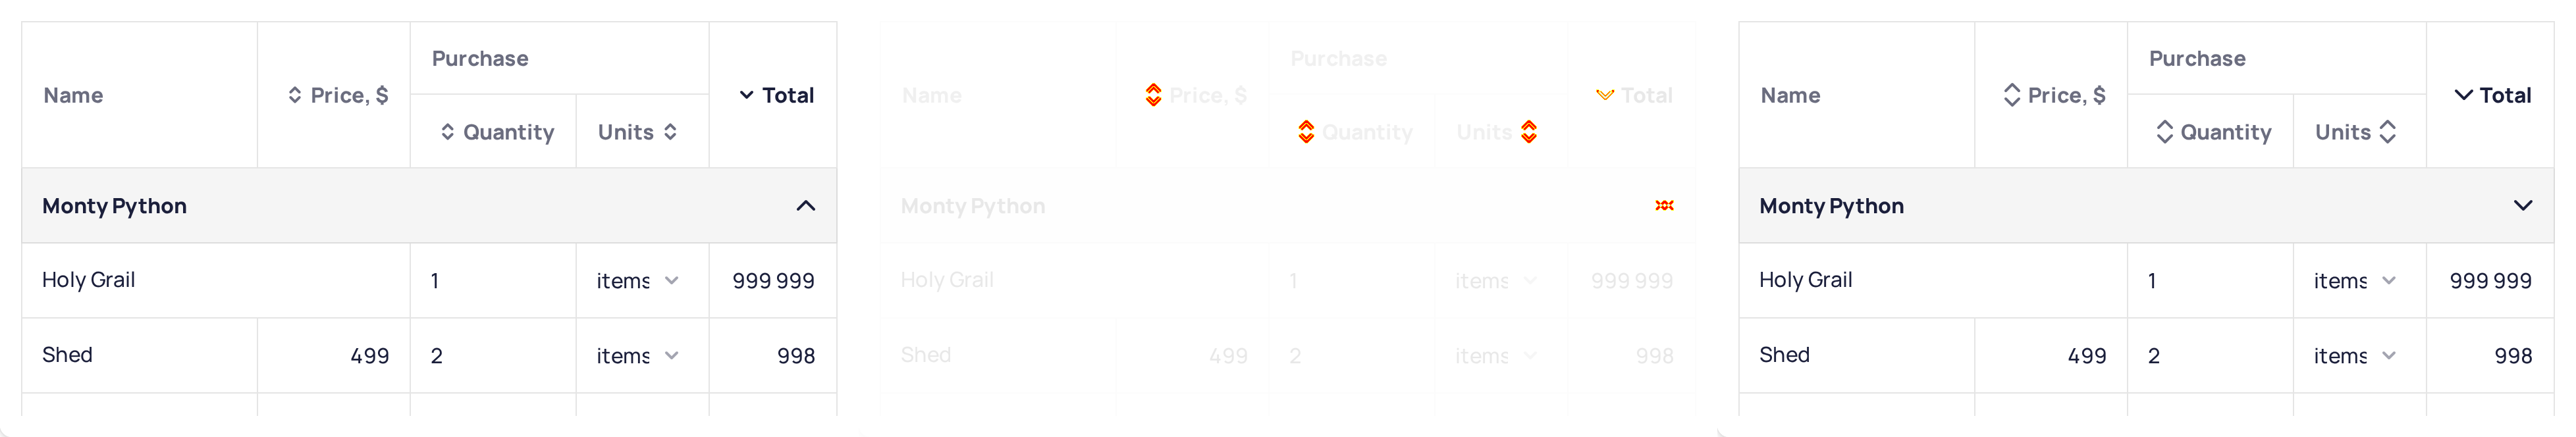 Purchase
Name Price, $ Total
Quantity Units
Monty Python
Holy Grail 1 items 999 999
Shed 499 2 items 998
Purchase
Name Price, $ Total
Quantity Units
Monty Python
Holy Grail 1 items 999 999
Shed 499 2 items 998
Purchase
Name Price, $ Total
Quantity Units
Monty Python
Holy Grail 1 items 999 999
Shed 499 2 items 998